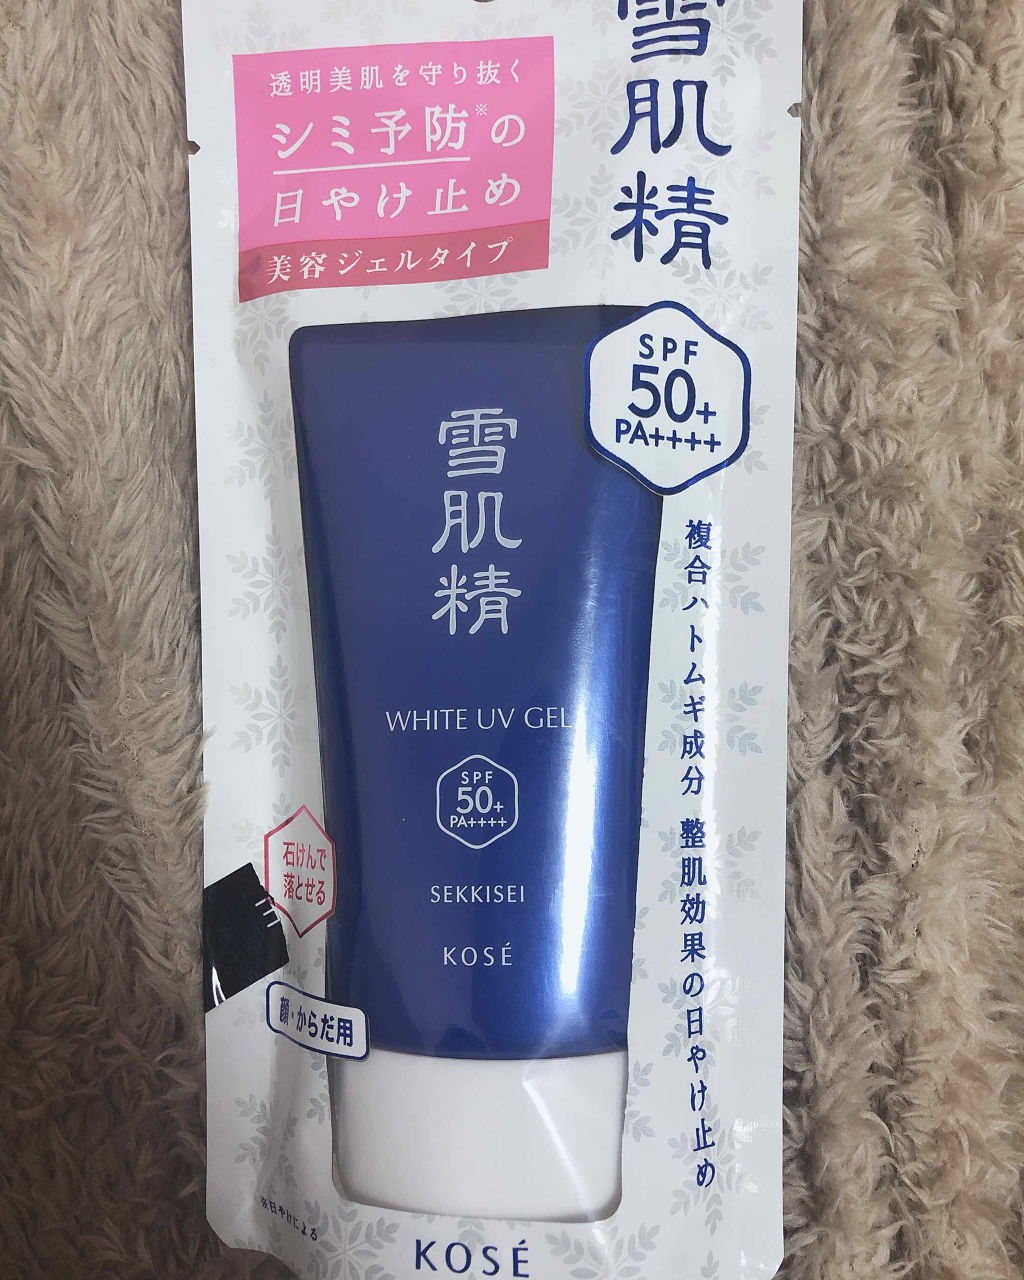 雪肌精
透明美肌を守り抜く
シミ予防※の
日やけ止め
美容ジェルタイプ
SPF
50+
PA++++
雪肌精
WHITE UV GEL
SPF
50+
PA++++
SEKKISEI
KOSÉ
複合ハトムギ成分 整肌効果の日やけ止め
石けんで
落とせる
顔・からだ用
※日やけによる
KOSÉ